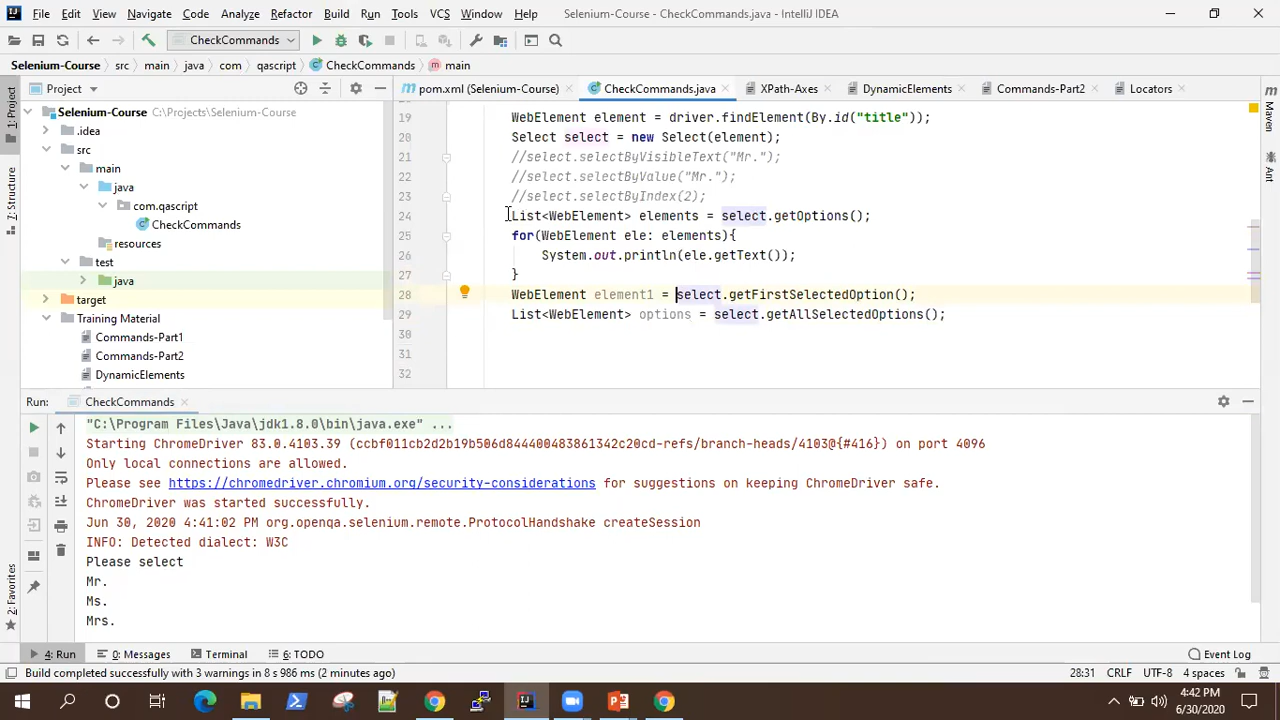 File Edit View Navigate Code Analyze Refactor Build Run Tools VCS Window Help Selenium-Course - CheckCommands.java - IntelliJ IDEA
CheckCommands
Selenium-Course src main java com qascript CheckCommands main
Project
pom.xml (Selenium-Course) CheckCommands.java XPath-Axes DynamicElements Commands-Part2 Locators
1: Project
7: Structure
2: Favorites
Maven
Ant
Selenium-Course C:\Projects\Selenium-Course
.idea
src
main
java
com.qascript
CheckCommands
resources
test
java
target
Training Material
Commands-Part1
Commands-Part2
DynamicElements
19 WebElement element = driver.findElement(By.id("title"));
20 Select select = new Select(element);
21 //select.selectByVisibleText("Mr.");
22 //select.selectByValue("Mr.");
23 //select.selectByIndex(2);
24 List<WebElement> elements = select.getOptions();
25 for(WebElement ele: elements){
26 System.out.println(ele.getText());
27 }
28 WebElement element1 = select.getFirstSelectedOption();
29 List<WebElement> options = select.getAllSelectedOptions();
30
31
32
Run: CheckCommands
"C:\Program Files\Java\jdk1.8.0\bin\java.exe" ...
Starting ChromeDriver 83.0.4103.39 (ccbf011cb2d2b19b506d844400483861342c20cd-refs/branch-heads/4103@{#416}) on port 4096
Only local connections are allowed.
Please see https://chromedriver.chromium.org/security-considerations for suggestions on keeping ChromeDriver safe.
ChromeDriver was started successfully.
Jun 30, 2020 4:41:02 PM org.openqa.selenium.remote.ProtocolHandshake createSession
INFO: Detected dialect: W3C
Please select
Mr.
Ms.
Mrs.
4: Run 0: Messages Terminal 6: TODO Event Log
Build completed successfully with 3 warnings in 8 s 986 ms (2 minutes ago) 28:31 CRLF UTF-8 4 spaces
4:42 PM
6/30/2020